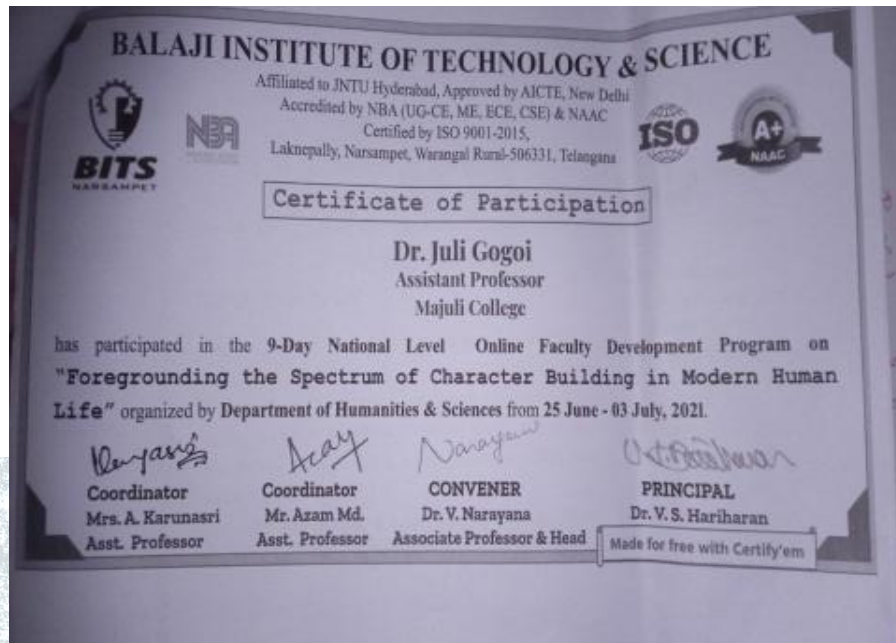 BALAJI INSTITUTE OF TECHNOLOGY & SCIENCE
Affiliated to JNTU Hyderabad, Approved by AICTE, New Delhi
Accredited by NBA (UG-CE, ME, ECE, CSE) & NAAC
Certified by ISO 9001-2015,
Laknepally, Narsampet, Warangal Rural-506331, Telangana
BITS
NARSAMPET
NBA
ISO
A+
NAAC
Certificate of Participation
Dr. Juli Gogoi
Assistant Professor
Majuli College
has participated in the 9-Day National Level Online Faculty Development Program on
"Foregrounding the Spectrum of Character Building in Modern Human
Life" organized by Department of Humanities & Sciences from 25 June - 03 July, 2021.
Narayana
Coordinator Coordinator CONVENER PRINCIPAL
Mrs. A. Karunasri Mr. Azam Md. Dr. V. Narayana Dr. V. S. Hariharan
Asst. Professor Asst. Professor Associate Professor & Head
Made for free with Certify'em